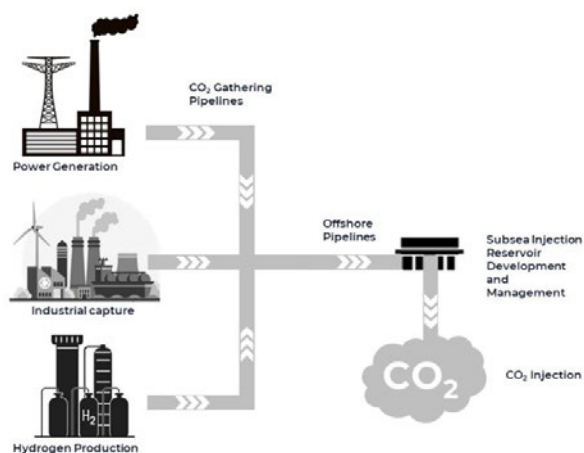 CO₂ Gathering
Pipelines
Power Generation
Offshore
Pipelines
Subsea Injection
Reservoir
Development
and
Management
Industrial capture
CO₂
CO₂ Injection
H₂
Hydrogen Production